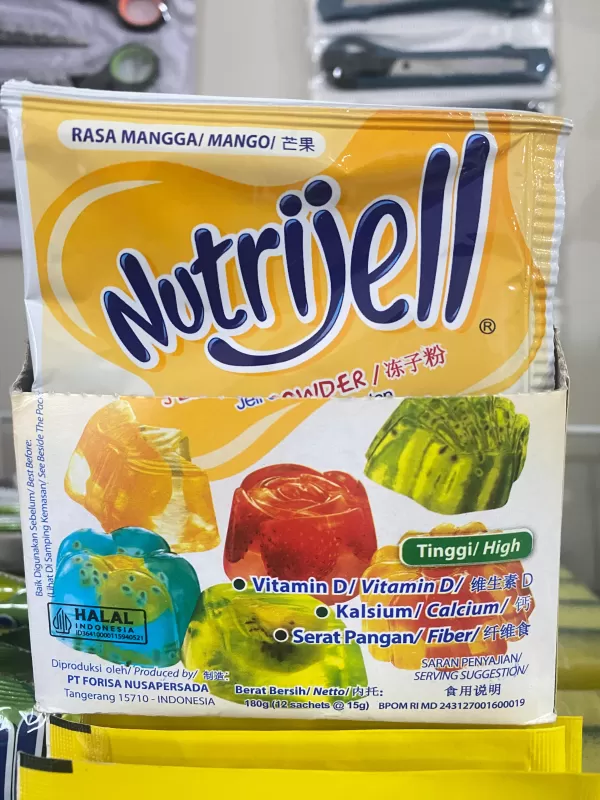 RASA MANGGA/ MANGO/ 芒果
Nutrijell®
POWDER / 冻子粉
Baik Digunakan Sebelum/ Best Before:
(Lihat Di Samping Kemasan/ See Beside The Pac
Tinggi/ High
• Vitamin D/ Vitamin D/ 维生素 D
• Kalsium/ Calcium/ 钙
• Serat Pangan/ Fiber/ 纤维食
HALAL
INDONESIA
ID36410000115940521
SARAN PENYAJIAN/
SERVING SUGGESTION/
食用说明
Diproduksi oleh/ Produced by/ 制造:
PT FORISA NUSAPERSADA
Tangerang 15710 - INDONESIA
Berat Bersih/ Netto/ 内托:
180g (12 sachets @ 15g)
BPOM RI MD 243127001600019